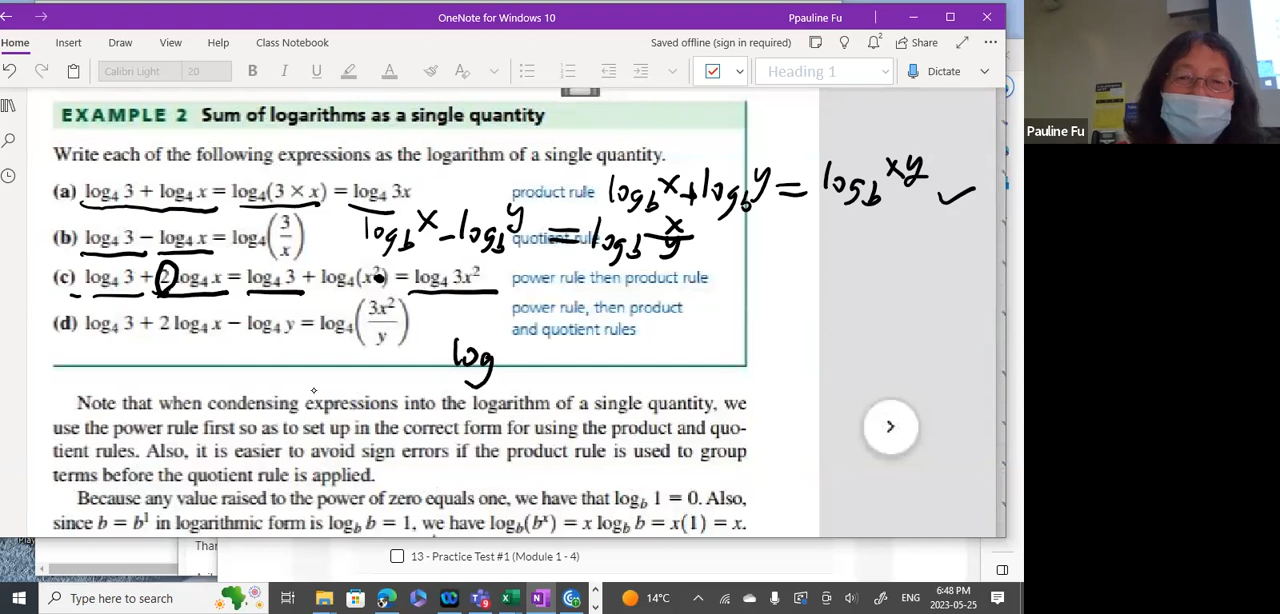 OneNote for Windows 10
Ppauline Fu
Home Insert Draw View Help Class Notebook
Saved offline (sign in required)
Share
Calibri Light 20 B I U A
Heading 1
Dictate
EXAMPLE 2 Sum of logarithms as a single quantity
Write each of the following expressions as the logarithm of a single quantity.
(a) log₄ 3 + log₄ x = log₄(3 × x) = log₄ 3x product rule
log_b x + log_b y = log_b xy ✓
log_b x - log_b y = log_b x/y
(b) log₄ 3 − log₄ x = log₄(3/x) quotient rule
(c) log₄ 3 + 2 log₄ x = log₄ 3 + log₄(x²) = log₄ 3x² power rule then product rule
(d) log₄ 3 + 2 log₄ x − log₄ y = log₄(3x²/y) power rule, then product
and quotient rules
log
Note that when condensing expressions into the logarithm of a single quantity, we
use the power rule first so as to set up in the correct form for using the product and quo-
tient rules. Also, it is easier to avoid sign errors if the product rule is used to group
terms before the quotient rule is applied.
Because any value raised to the power of zero equals one, we have that log_b 1 = 0. Also,
since b = b¹ in logarithmic form is log_b b = 1, we have log_b(bˣ) = x log_b b = x(1) = x.
Pauline Fu
13 - Practice Test #1 (Module 1 - 4)
Type here to search
14°C
ENG
6:48 PM
2023-05-25